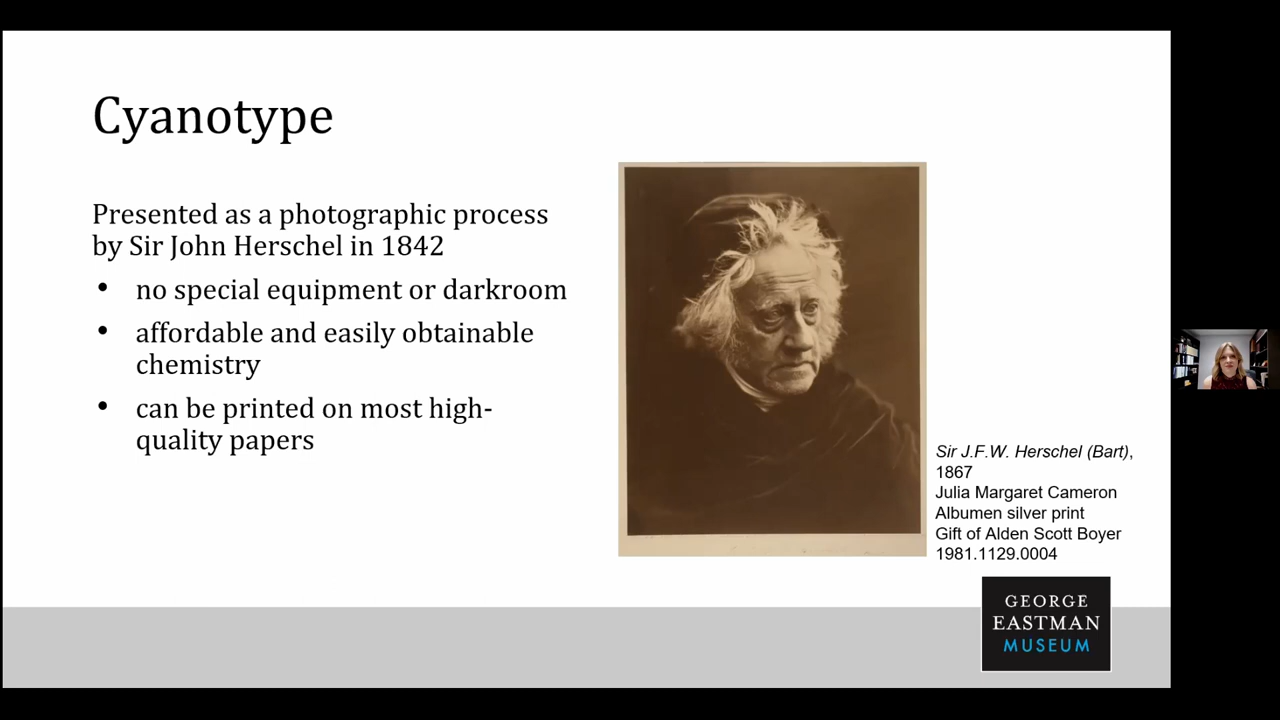 Cyanotype
Presented as a photographic process
by Sir John Herschel in 1842
• no special equipment or darkroom
• affordable and easily obtainable
chemistry
• can be printed on most high-
quality papers
Sir J.F.W. Herschel (Bart),
1867
Julia Margaret Cameron
Albumen silver print
Gift of Alden Scott Boyer
1981.1129.0004
GEORGE
EASTMAN
MUSEUM